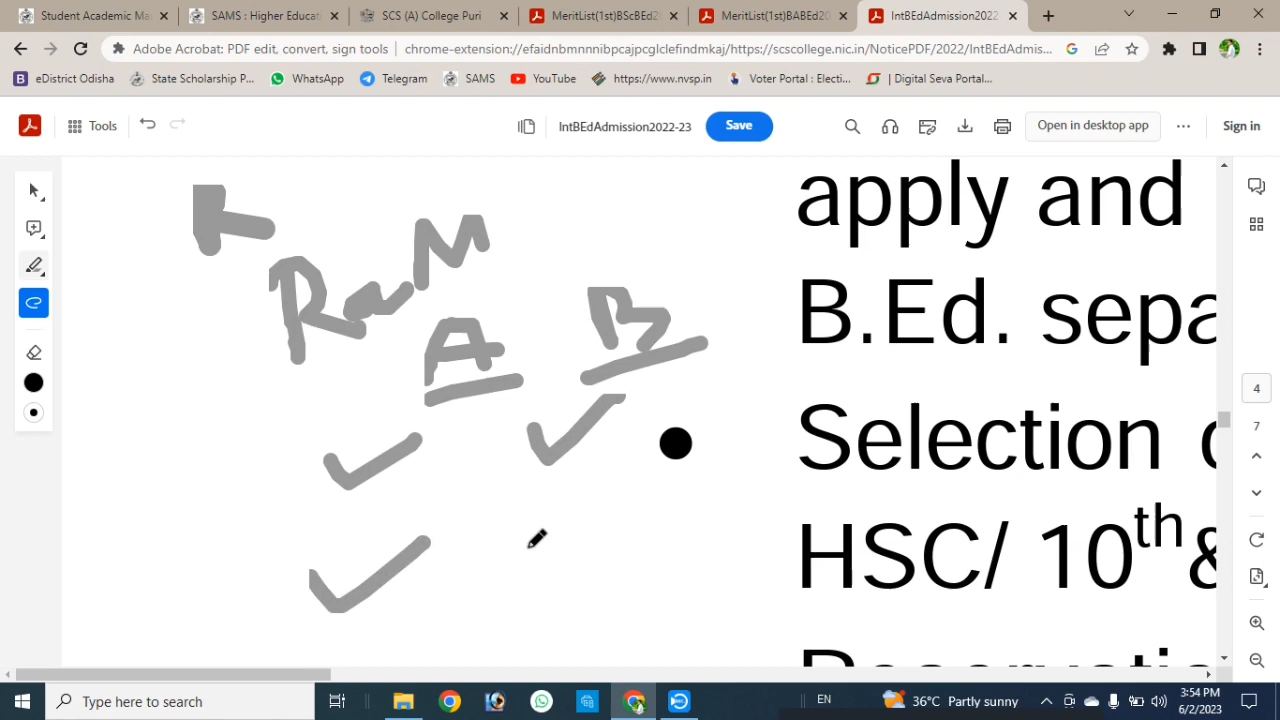 Student Academic Ma
SAMS : Higher Educat
SCS (A) College Puri
MeritList(1st)BScBEd2
MeritList(1st)BABEd20
IntBEdAdmission2022
Adobe Acrobat: PDF edit, convert, sign tools | chrome-extension://efaidnbmnnnibpcajpcglclefindmkaj/https://scscollege.nic.in/NoticePDF/2022/IntBEdAdmis...
eDistrict Odisha
State Scholarship P...
WhatsApp
Telegram
SAMS
YouTube
https://www.nvsp.in
Voter Portal : Electi...
| Digital Seva Portal...
Tools
IntBEdAdmission2022-23
Save
Open in desktop app
Sign in
RaM
A B
apply and
B.Ed. sepa
Selection
HSC/ 10th&
4
7
Type here to search
EN
36°C Partly sunny
3:54 PM
6/2/2023